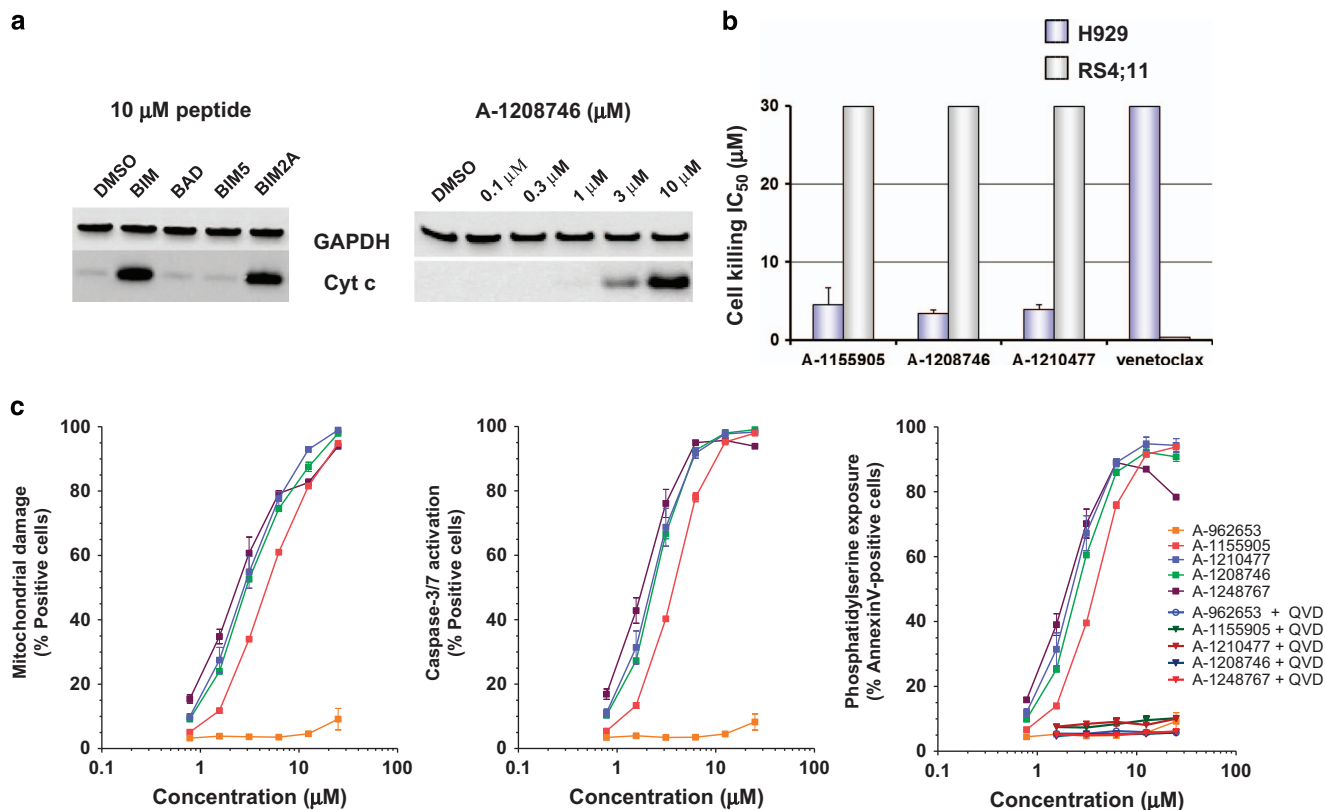 a
10 μM peptide
DMSO
BIM
BAD
BIM5
BIM2A
GAPDH
Cyt c
A-1208746 (μM)
DMSO
0.1 μM
0.3 μM
1 μM
3 μM
10 μM
b
H929
RS4;11
Cell killing IC50 (μM)
30
20
10
0
A-1155905
A-1208746
A-1210477
venetoclax
c
Mitochondrial damage
(% Positive cells)
100
80
60
40
20
0
0.1
1
10
100
Concentration (μM)
Caspase-3/7 activation
(% Positive cells)
100
80
60
40
20
0
0.1
1
10
100
Concentration (μM)
Phosphatidylserine exposure
(% AnnexinV-positive cells)
100
80
60
40
20
0
0.1
1
10
100
Concentration (μM)
A-962653
A-1155905
A-1210477
A-1208746
A-1248767
A-962653 + QVD
A-1155905 + QVD
A-1210477 + QVD
A-1208746 + QVD
A-1248767 + QVD